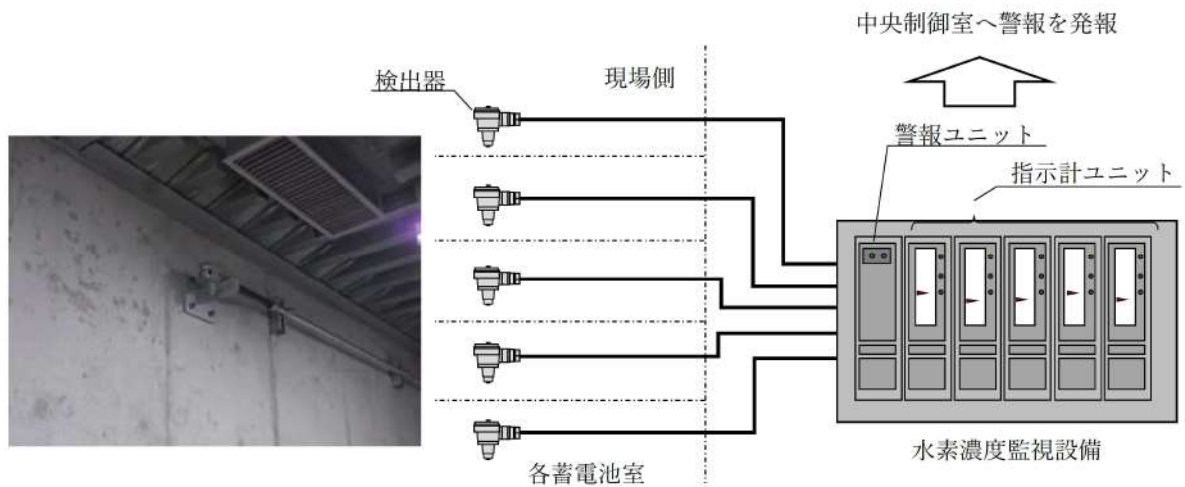 中央制御室へ警報を発報
検出器
現場側
警報ユニット
指示計ユニット
水素濃度監視設備
各蓄電池室